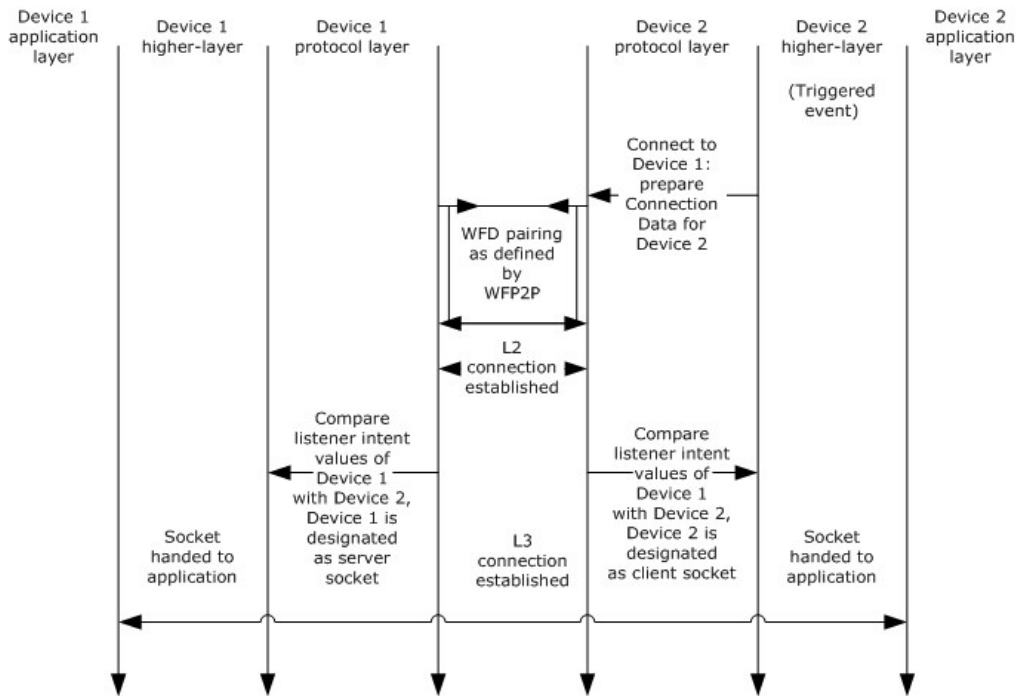 Device 1
application
layer
Device 1
higher-layer
Device 1
protocol layer
Device 2
protocol layer
Device 2
higher-layer
Device 2
application
layer
(Triggered
event)
Connect to
Device 1:
prepare
Connection
Data for
Device 2
WFD pairing
as defined
by
WFP2P
L2
connection
established
Compare
listener intent
values of
Device 1
with Device 2,
Device 1 is
designated
as server
socket
Compare
listener intent
values of
Device 1
with Device 2,
Device 2 is
designated
as client socket
Socket
handed to
application
L3
connection
established
Socket
handed to
application